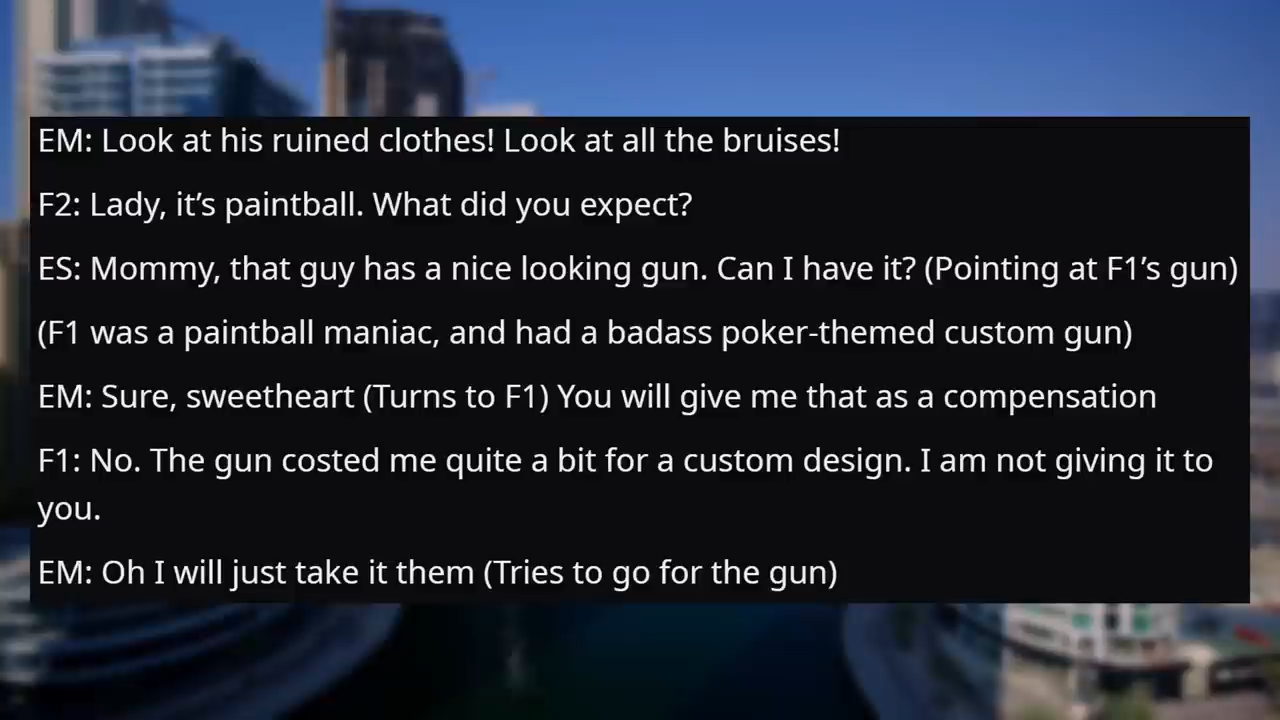 EM: Look at his ruined clothes! Look at all the bruises!
F2: Lady, it’s paintball. What did you expect?
ES: Mommy, that guy has a nice looking gun. Can I have it? (Pointing at F1’s gun)
(F1 was a paintball maniac, and had a badass poker-themed custom gun)
EM: Sure, sweetheart (Turns to F1) You will give me that as a compensation
F1: No. The gun costed me quite a bit for a custom design. I am not giving it to
you.
EM: Oh I will just take it them (Tries to go for the gun)